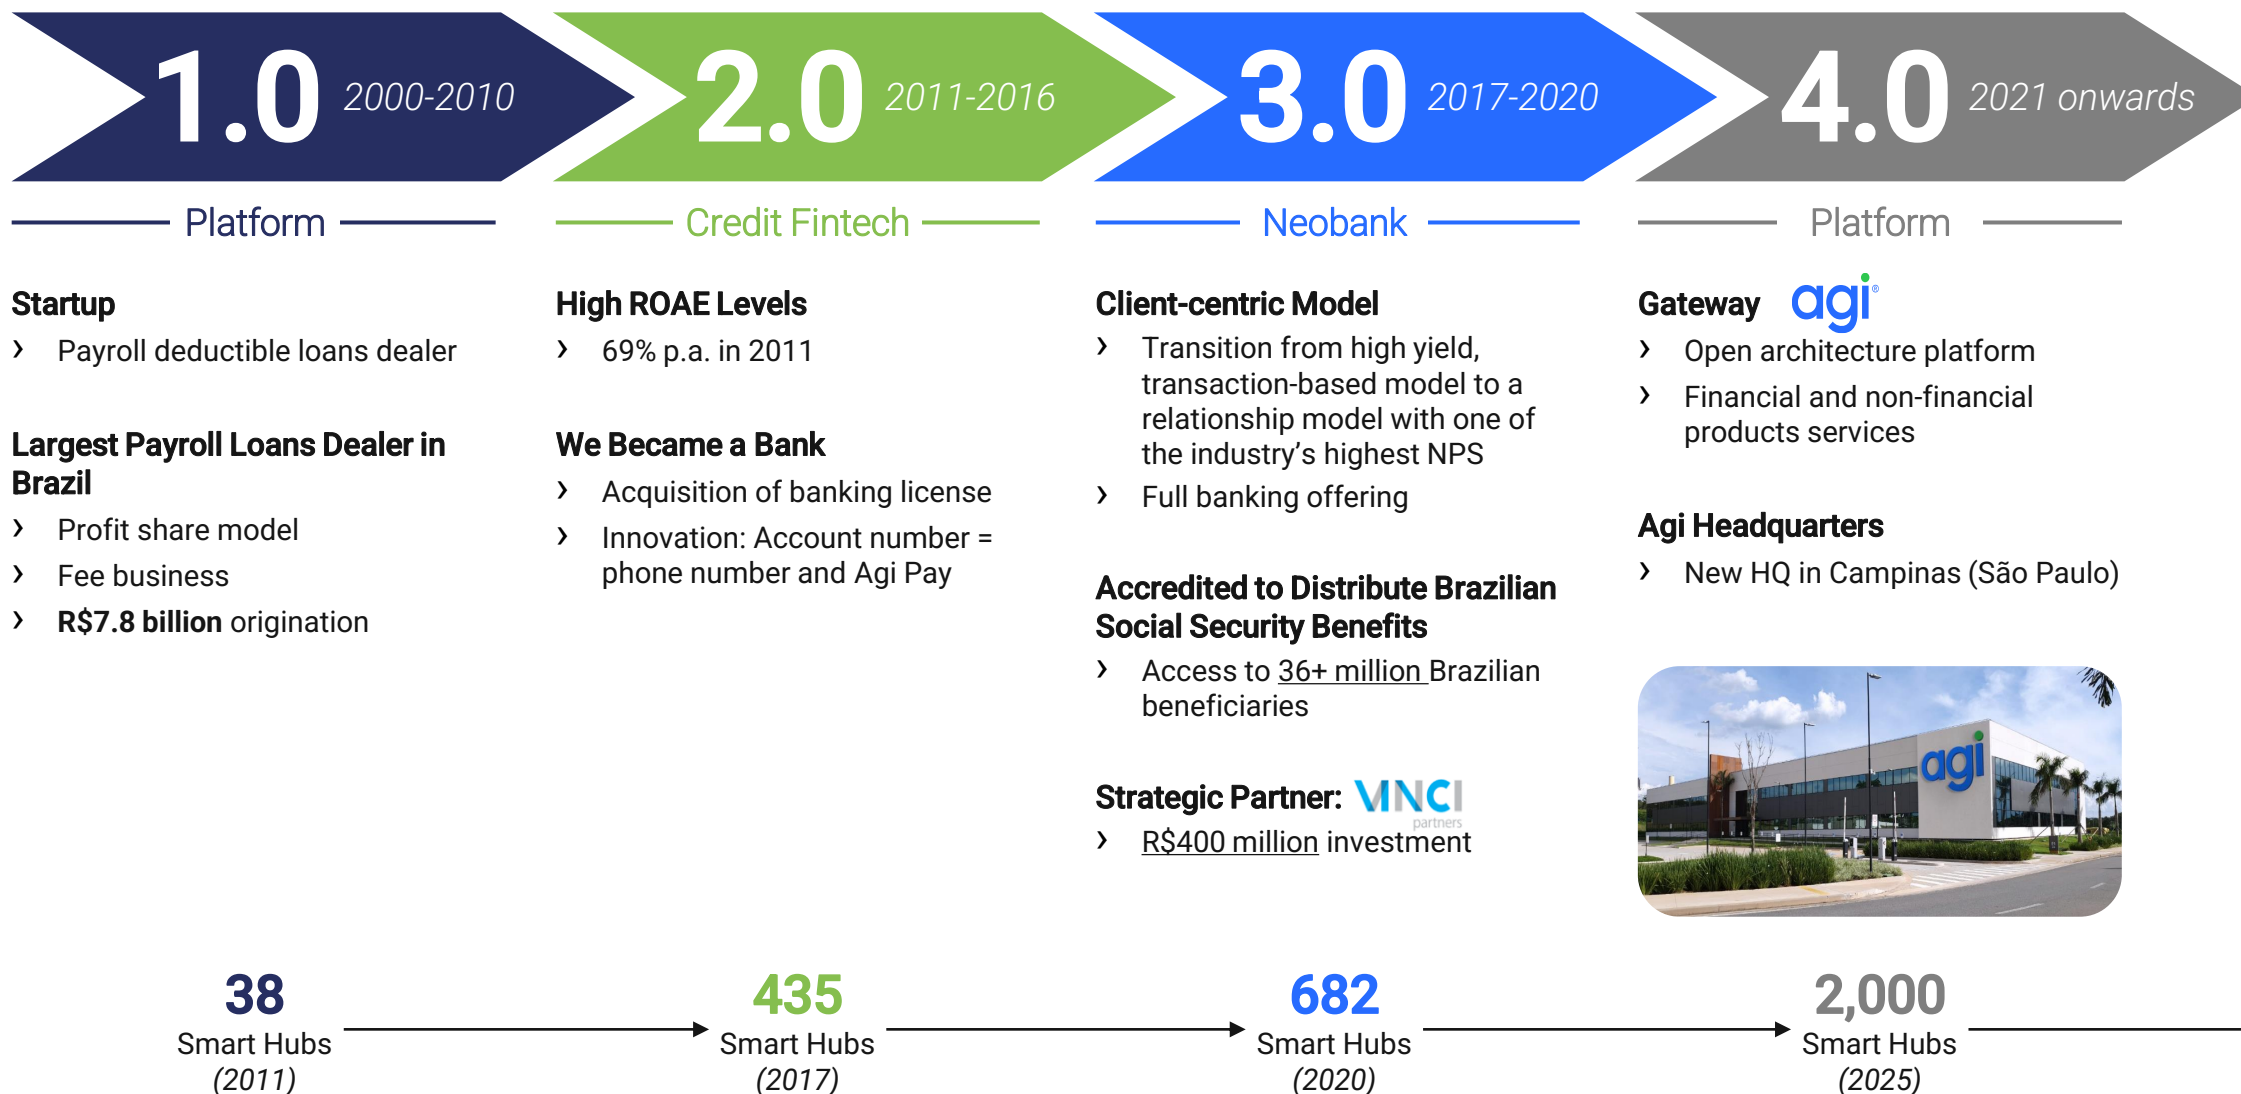 1.0 2000-2010
Platform
Startup
› Payroll deductible loans dealer
Largest Payroll Loans Dealer in
Brazil
› Profit share model
› Fee business
› R$7.8 billion origination
38
Smart Hubs
(2011)
2.0 2011-2016
Credit Fintech
High ROAE Levels
› 69% p.a. in 2011
We Became a Bank
› Acquisition of banking license
› Innovation: Account number =
phone number and Agi Pay
435
Smart Hubs
(2017)
3.0 2017-2020
Neobank
Client-centric Model
› Transition from high yield,
transaction-based model to a
relationship model with one of
the industry’s highest NPS
› Full banking offering
Accredited to Distribute Brazilian
Social Security Benefits
› Access to 36+ million Brazilian
beneficiaries
Strategic Partner: VINCI
partners
› R$400 million investment
682
Smart Hubs
(2020)
4.0 2021 onwards
Platform
Gateway agi®
› Open architecture platform
› Financial and non-financial
products services
Agi Headquarters
› New HQ in Campinas (São Paulo)
agi
2,000
Smart Hubs
(2025)